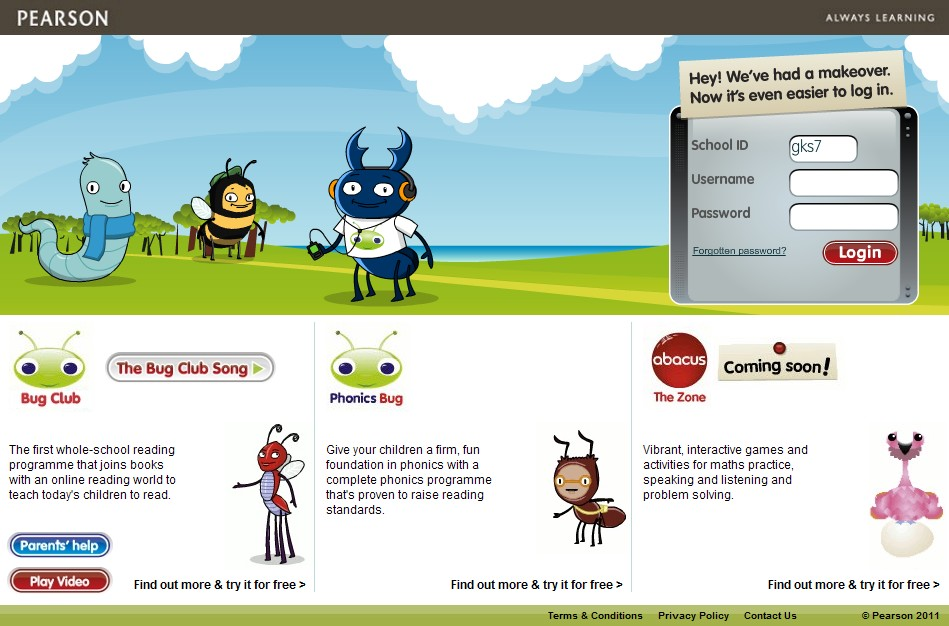 PEARSON
ALWAYS LEARNING
Hey! We've had a makeover.
Now it's even easier to log in.
School ID
gks7
Username
Password
Forgotten password?
Login
Bug Club
The Bug Club Song
The first whole-school reading
programme that joins books
with an online reading world to
teach today's children to read.
Parents' help
Play Video
Find out more & try it for free >
Phonics Bug
Give your children a firm, fun
foundation in phonics with a
complete phonics programme
that's proven to raise reading
standards.
Find out more & try it for free >
abacus
The Zone
Coming soon!
Vibrant, interactive games and
activities for maths practice,
speaking and listening and
problem solving.
Find out more & try it for free >
Terms & Conditions
Privacy Policy
Contact Us
© Pearson 2011